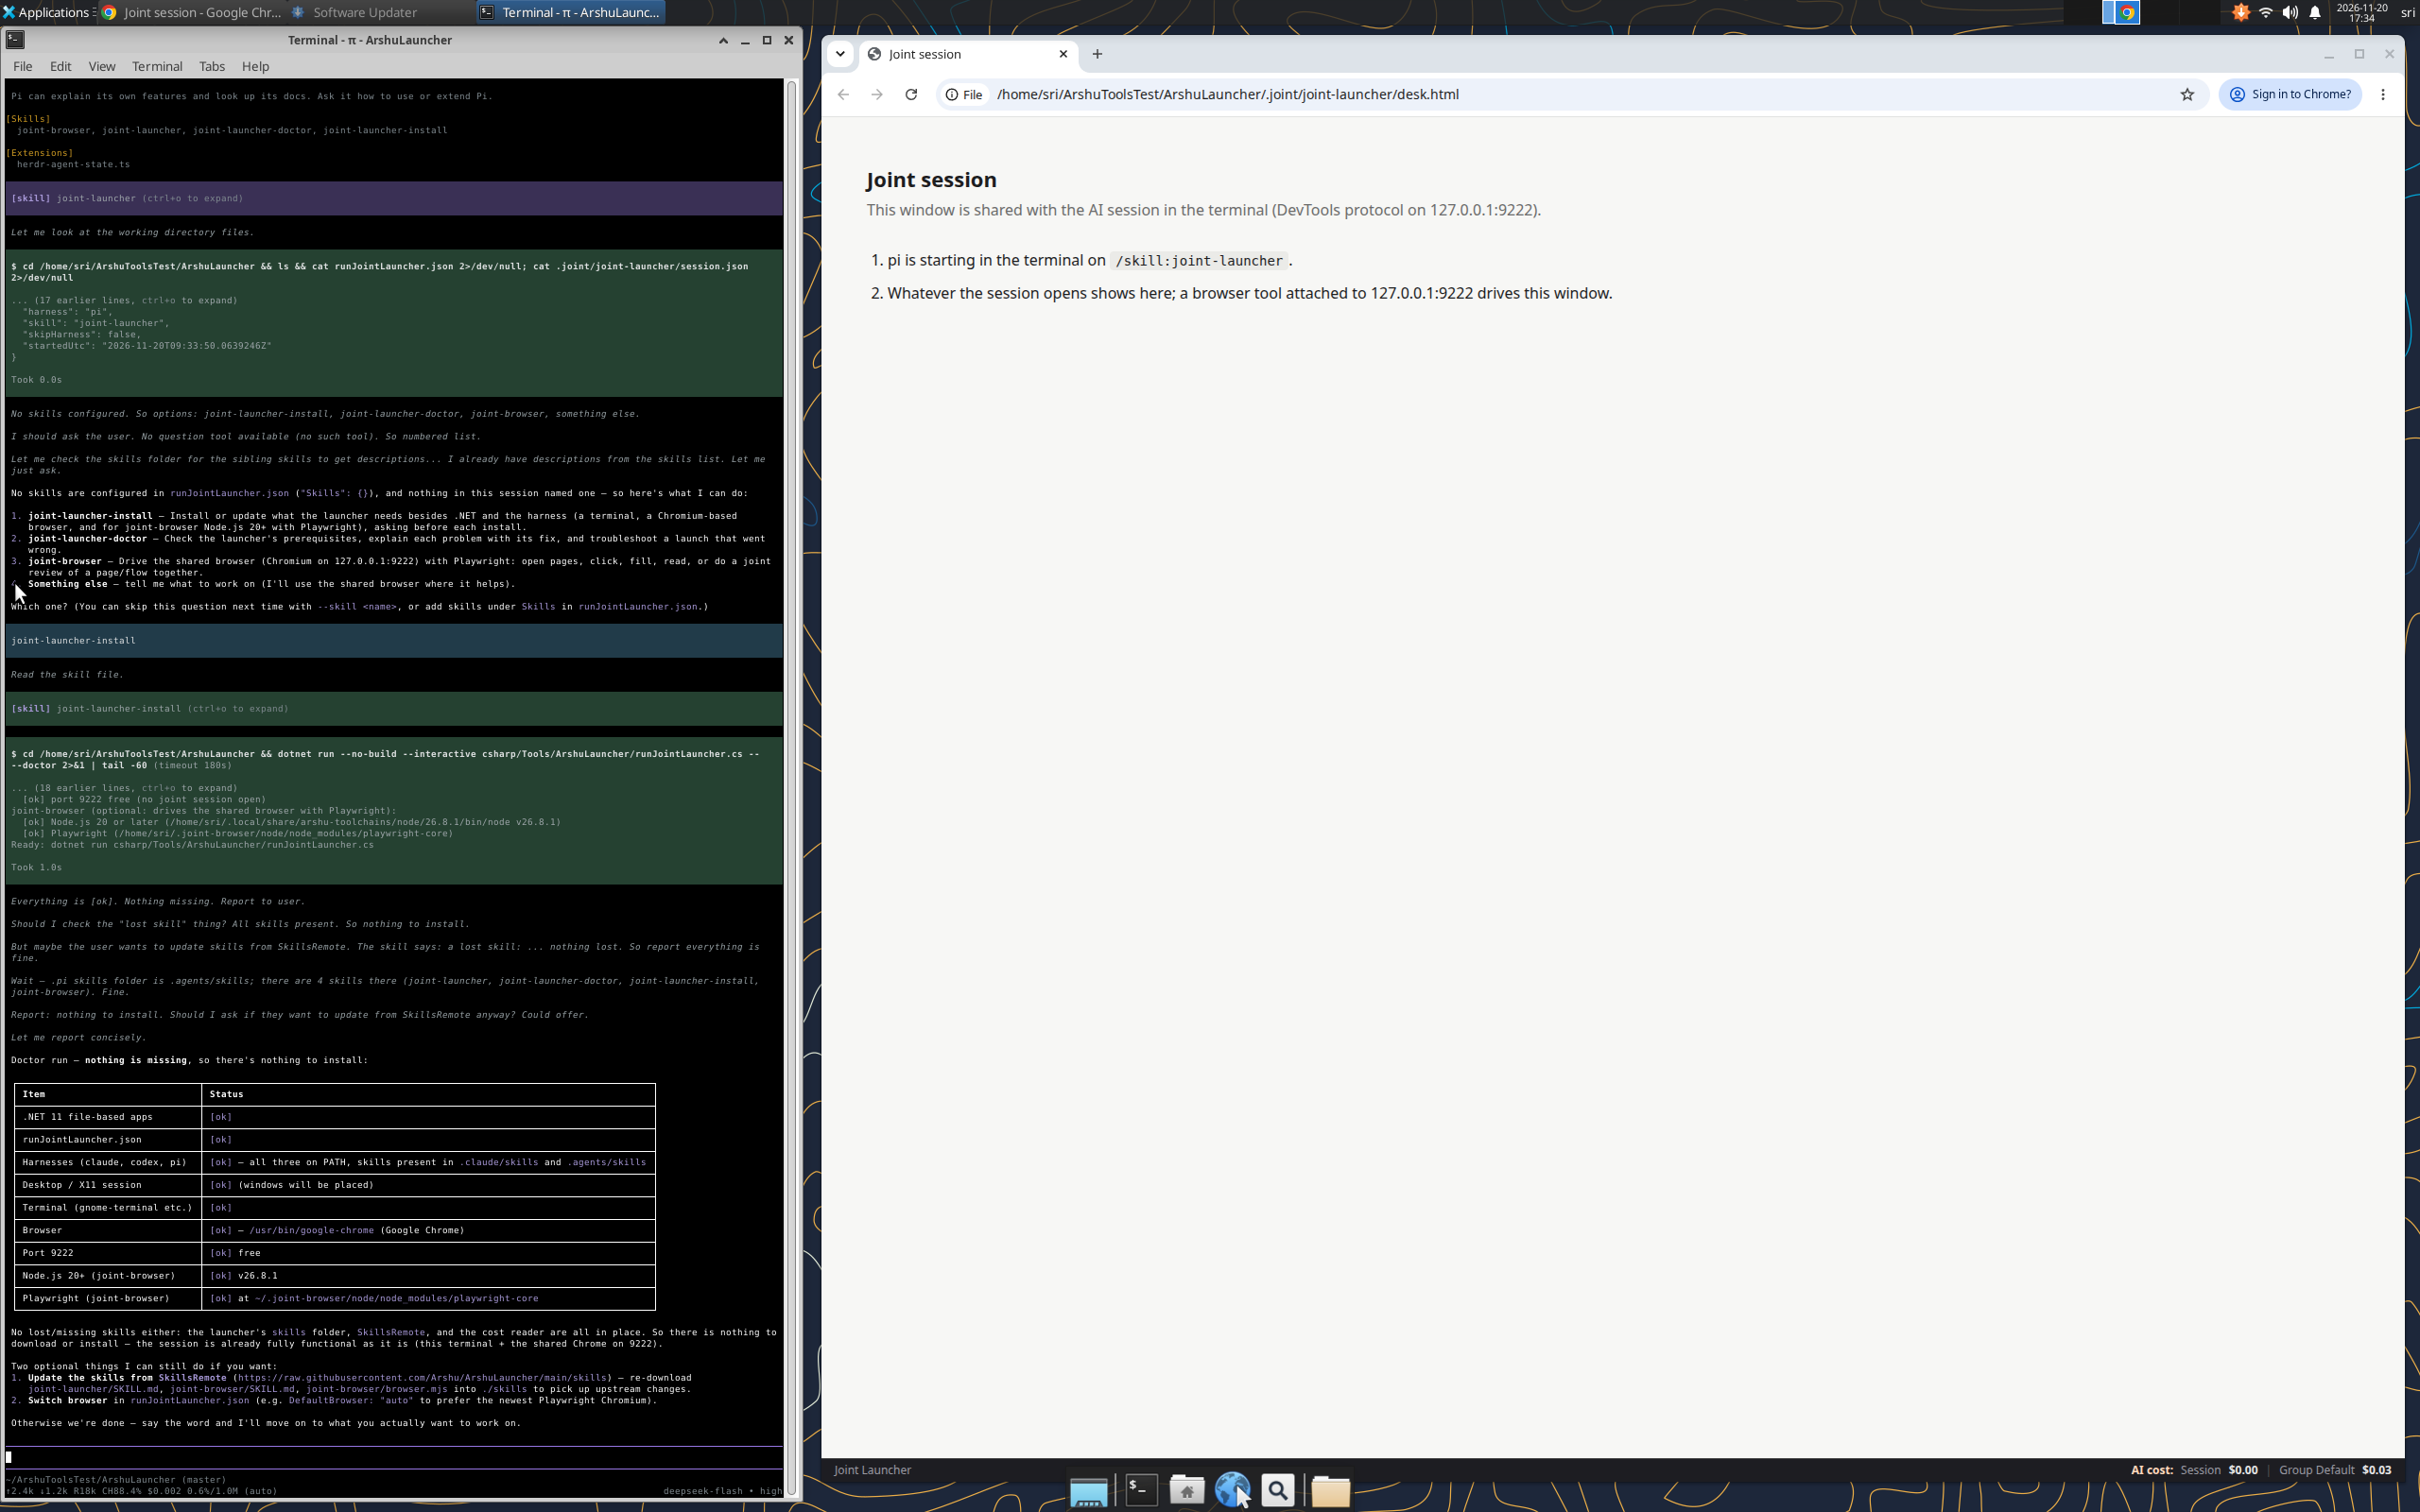 Applications
Joint session - Google Chr...
Software Updater
Terminal - π - ArshuLaunc...
2026-11-20
17:34
sri
Terminal - π - ArshuLauncher
File Edit View Terminal Tabs Help
Pi can explain its own features and look up its docs. Ask it how to use or extend Pi.
[Skills]
joint-browser, joint-launcher, joint-launcher-doctor, joint-launcher-install
[Extensions]
herdr-agent-state.ts
[skill] joint-launcher (ctrl+o to expand)
Let me look at the working directory files.
$ cd /home/sri/ArshuToolsTest/ArshuLauncher && ls && cat runJointLauncher.json 2>/dev/null; cat .joint/joint-launcher/session.json
2>/dev/null
... (17 earlier lines, ctrl+o to expand)
"harness": "pi",
"skill": "joint-launcher",
"skipHarness": false,
"startedUtc": "2026-11-20T09:33:50.0639246Z"
}
Took 0.0s
No skills configured. So options: joint-launcher-install, joint-launcher-doctor, joint-browser, something else.
I should ask the user. No question tool available (no such tool). So numbered list.
Let me check the skills folder for the sibling skills to get descriptions... I already have descriptions from the skills list. Let me
just ask.
No skills are configured in runJointLauncher.json ("Skills": {}), and nothing in this session named one — so here's what I can do:
1. joint-launcher-install — Install or update what the launcher needs besides .NET and the harness (a terminal, a Chromium-based
browser, and for joint-browser Node.js 20+ with Playwright), asking before each install.
2. joint-launcher-doctor — Check the launcher's prerequisites, explain each problem with its fix, and troubleshoot a launch that went
wrong.
3. joint-browser — Drive the shared browser (Chromium on 127.0.0.1:9222) with Playwright: open pages, click, fill, read, or do a joint
review of a page/flow together.
Something else — tell me what to work on (I'll use the shared browser where it helps).
Which one? (You can skip this question next time with --skill <name>, or add skills under Skills in runJointLauncher.json.)
joint-launcher-install
Read the skill file.
[skill] joint-launcher-install (ctrl+o to expand)
$ cd /home/sri/ArshuToolsTest/ArshuLauncher && dotnet run --no-build --interactive csharp/Tools/ArshuLauncher/runJointLauncher.cs --
--doctor 2>&1 | tail -60 (timeout 180s)
... (18 earlier lines, ctrl+o to expand)
[ok] port 9222 free (no joint session open)
joint-browser (optional: drives the shared browser with Playwright):
[ok] Node.js 20 or later (/home/sri/.local/share/arshu-toolchains/node/26.8.1/bin/node v26.8.1)
[ok] Playwright (/home/sri/.joint-browser/node/node_modules/playwright-core)
Ready: dotnet run csharp/Tools/ArshuLauncher/runJointLauncher.cs
Took 1.0s
Everything is [ok]. Nothing missing. Report to user.
Should I check the "lost skill" thing? All skills present. So nothing to install.
But maybe the user wants to update skills from SkillsRemote. The skill says: a lost skill: ... nothing lost. So report everything is
fine.
Wait — .pi skills folder is .agents/skills; there are 4 skills there (joint-launcher, joint-launcher-doctor, joint-launcher-install,
joint-browser). Fine.
Report: nothing to install. Should I ask if they want to update from SkillsRemote anyway? Could offer.
Let me report concisely.
Doctor run — nothing is missing, so there's nothing to install:
Item Status
.NET 11 file-based apps [ok]
runJointLauncher.json [ok]
Harnesses (claude, codex, pi) [ok] — all three on PATH, skills present in .claude/skills and .agents/skills
Desktop / X11 session [ok] (windows will be placed)
Terminal (gnome-terminal etc.) [ok]
Browser [ok] — /usr/bin/google-chrome (Google Chrome)
Port 9222 [ok] free
Node.js 20+ (joint-browser) [ok] v26.8.1
Playwright (joint-browser) [ok] at ~/.joint-browser/node/node_modules/playwright-core
No lost/missing skills either: the launcher's skills folder, SkillsRemote, and the cost reader are all in place. So there is nothing to
download or install — the session is already fully functional as it is (this terminal + the shared Chrome on 9222).
Two optional things I can still do if you want:
1. Update the skills from SkillsRemote (https://raw.githubusercontent.com/Arshu/ArshuLauncher/main/skills) — re-download
joint-launcher/SKILL.md, joint-browser/SKILL.md, joint-browser/browser.mjs into ./skills to pick up upstream changes.
2. Switch browser in runJointLauncher.json (e.g. DefaultBrowser: "auto" to prefer the newest Playwright Chromium).
Otherwise we're done — say the word and I'll move on to what you actually want to work on.
~/ArshuToolsTest/ArshuLauncher (master)
↑2.4k ↓1.2k R18k CH88.4% $0.002 0.6%/1.0M (auto) deepseek-flash • high
Joint session
File /home/sri/ArshuToolsTest/ArshuLauncher/.joint/joint-launcher/desk.html
Sign in to Chrome?
Joint session
This window is shared with the AI session in the terminal (DevTools protocol on 127.0.0.1:9222).
1. pi is starting in the terminal on /skill:joint-launcher .
2. Whatever the session opens shows here; a browser tool attached to 127.0.0.1:9222 drives this window.
Joint Launcher
AI cost: Session $0.00 | Group Default $0.03